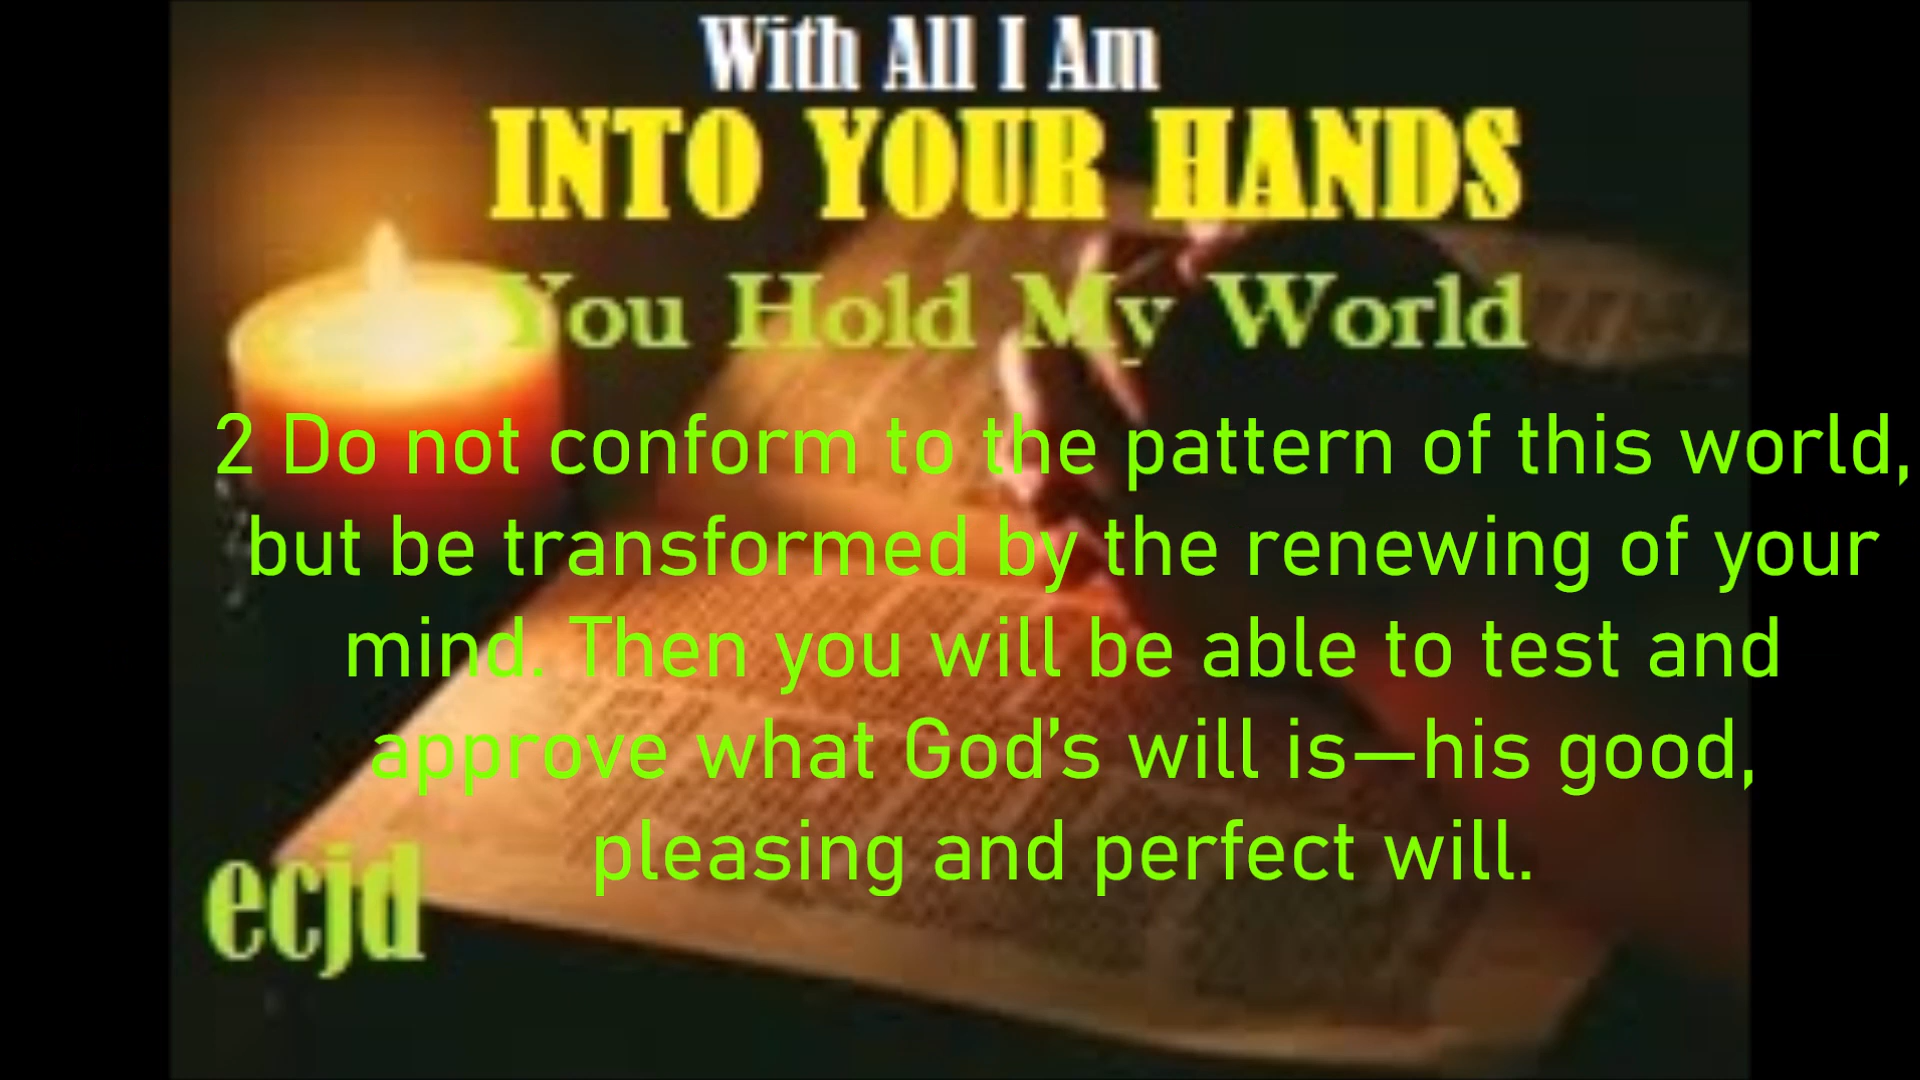 With All I Am
INTO YOUR HANDS
You Hold My World
2 Do not conform to the pattern of this world,
but be transformed by the renewing of your
mind. Then you will be able to test and
approve what God’s will is—his good,
pleasing and perfect will.
ecjd